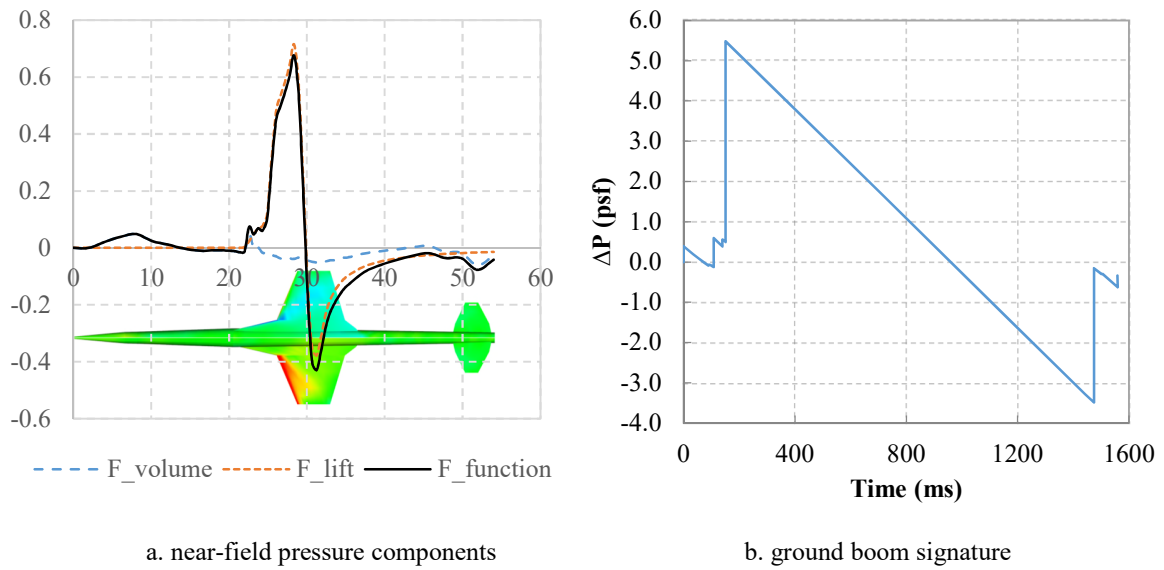 0.8
0.6
0.4
0.2
0
-0.2
-0.4
-0.6
0 10 20 30 40 50 60
F_volume F_lift F_function
a. near-field pressure components
6.0
5.0
4.0
3.0
2.0
1.0
0.0
-1.0
-2.0
-3.0
-4.0
ΔP (psf)
0 400 800 1200 1600
Time (ms)
b. ground boom signature